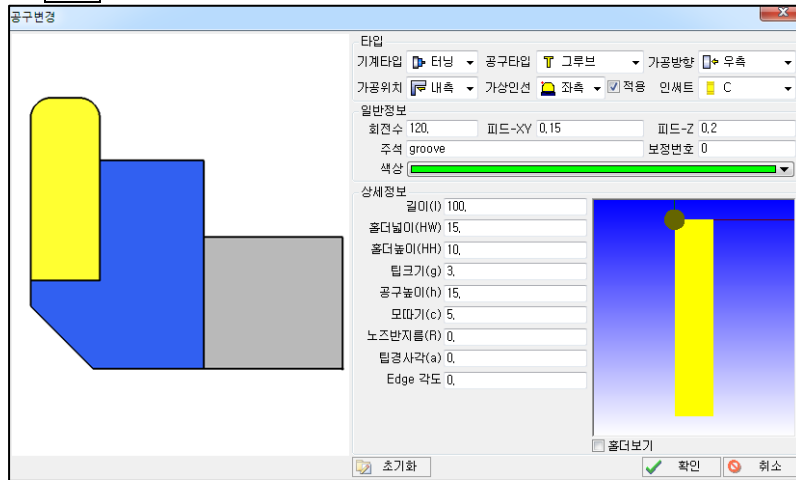 공구변경
타입
기계타입 터닝 공구타입 그루브 가공방향 우측
가공위치 내측 가상인선 좌측 적용 인써트 C
일반정보
회전수 120, 피드-XY 0,15 피드-Z 0,2
주석 groove 보정번호 0
색상
상세정보
길이(l) 100,
홀더넓이(HW) 15,
홀더높이(HH) 10,
팁크기(g) 3,
공구높이(h) 15,
모따기(c) 5,
노즈반지름(R) 0,
팁경사각(a) 0,
Edge 각도 0,
홀더보기
초기화 확인 취소